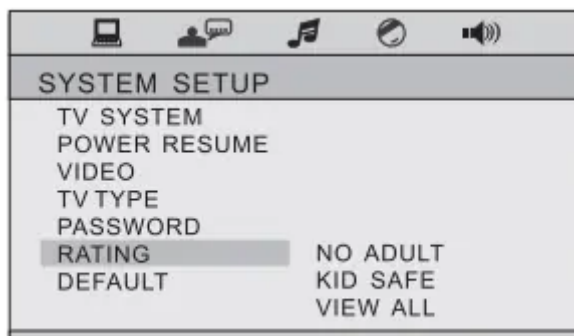 SYSTEM SETUP
TV SYSTEM
POWER RESUME
VIDEO
TV TYPE
PASSWORD
RATING NO ADULT
DEFAULT KID SAFE
VIEW ALL